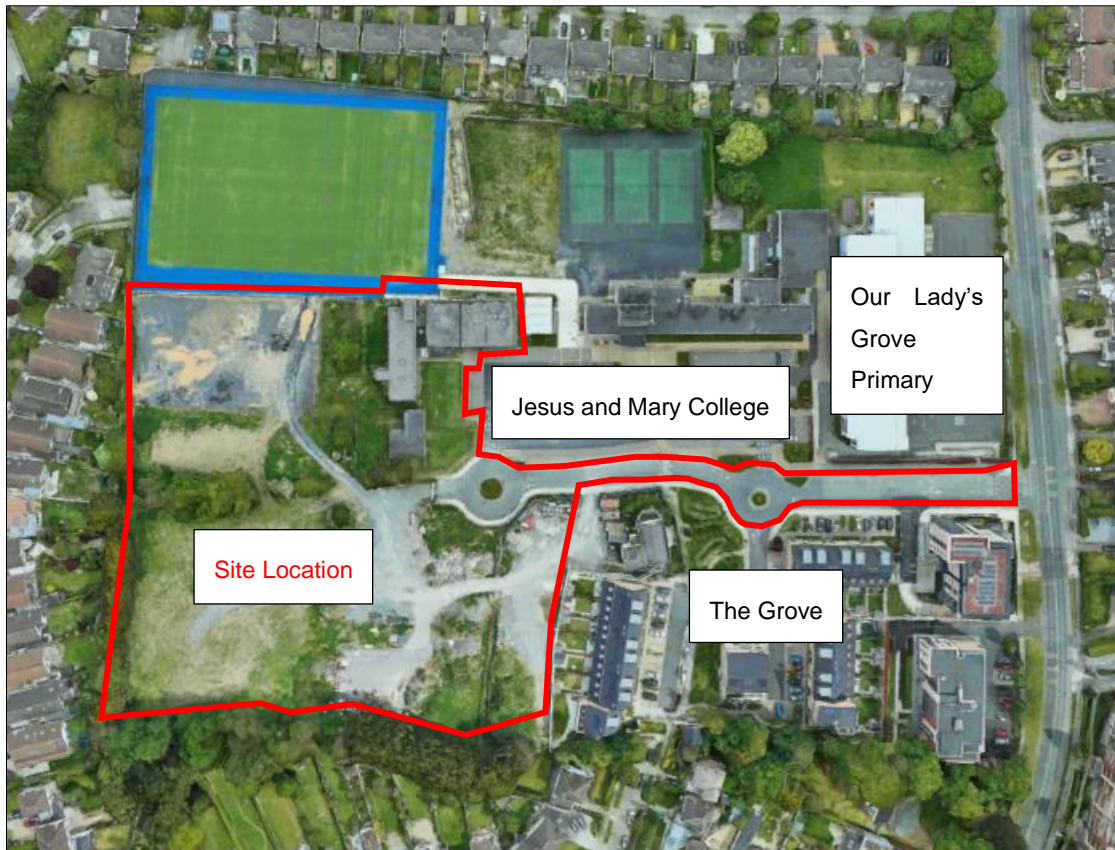 Our Lady's
Grove
Primary
Jesus and Mary College
Site Location
The Grove